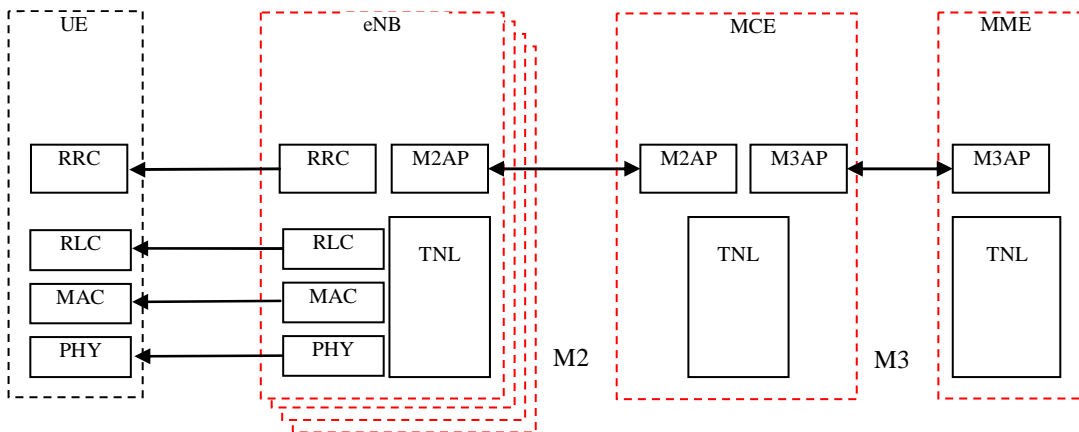 UE
eNB
MCE
MME
RRC
RRC
M2AP
M2AP
M3AP
M3AP
RLC
RLC
TNL
TNL
TNL
MAC
MAC
PHY
PHY
M2
M3